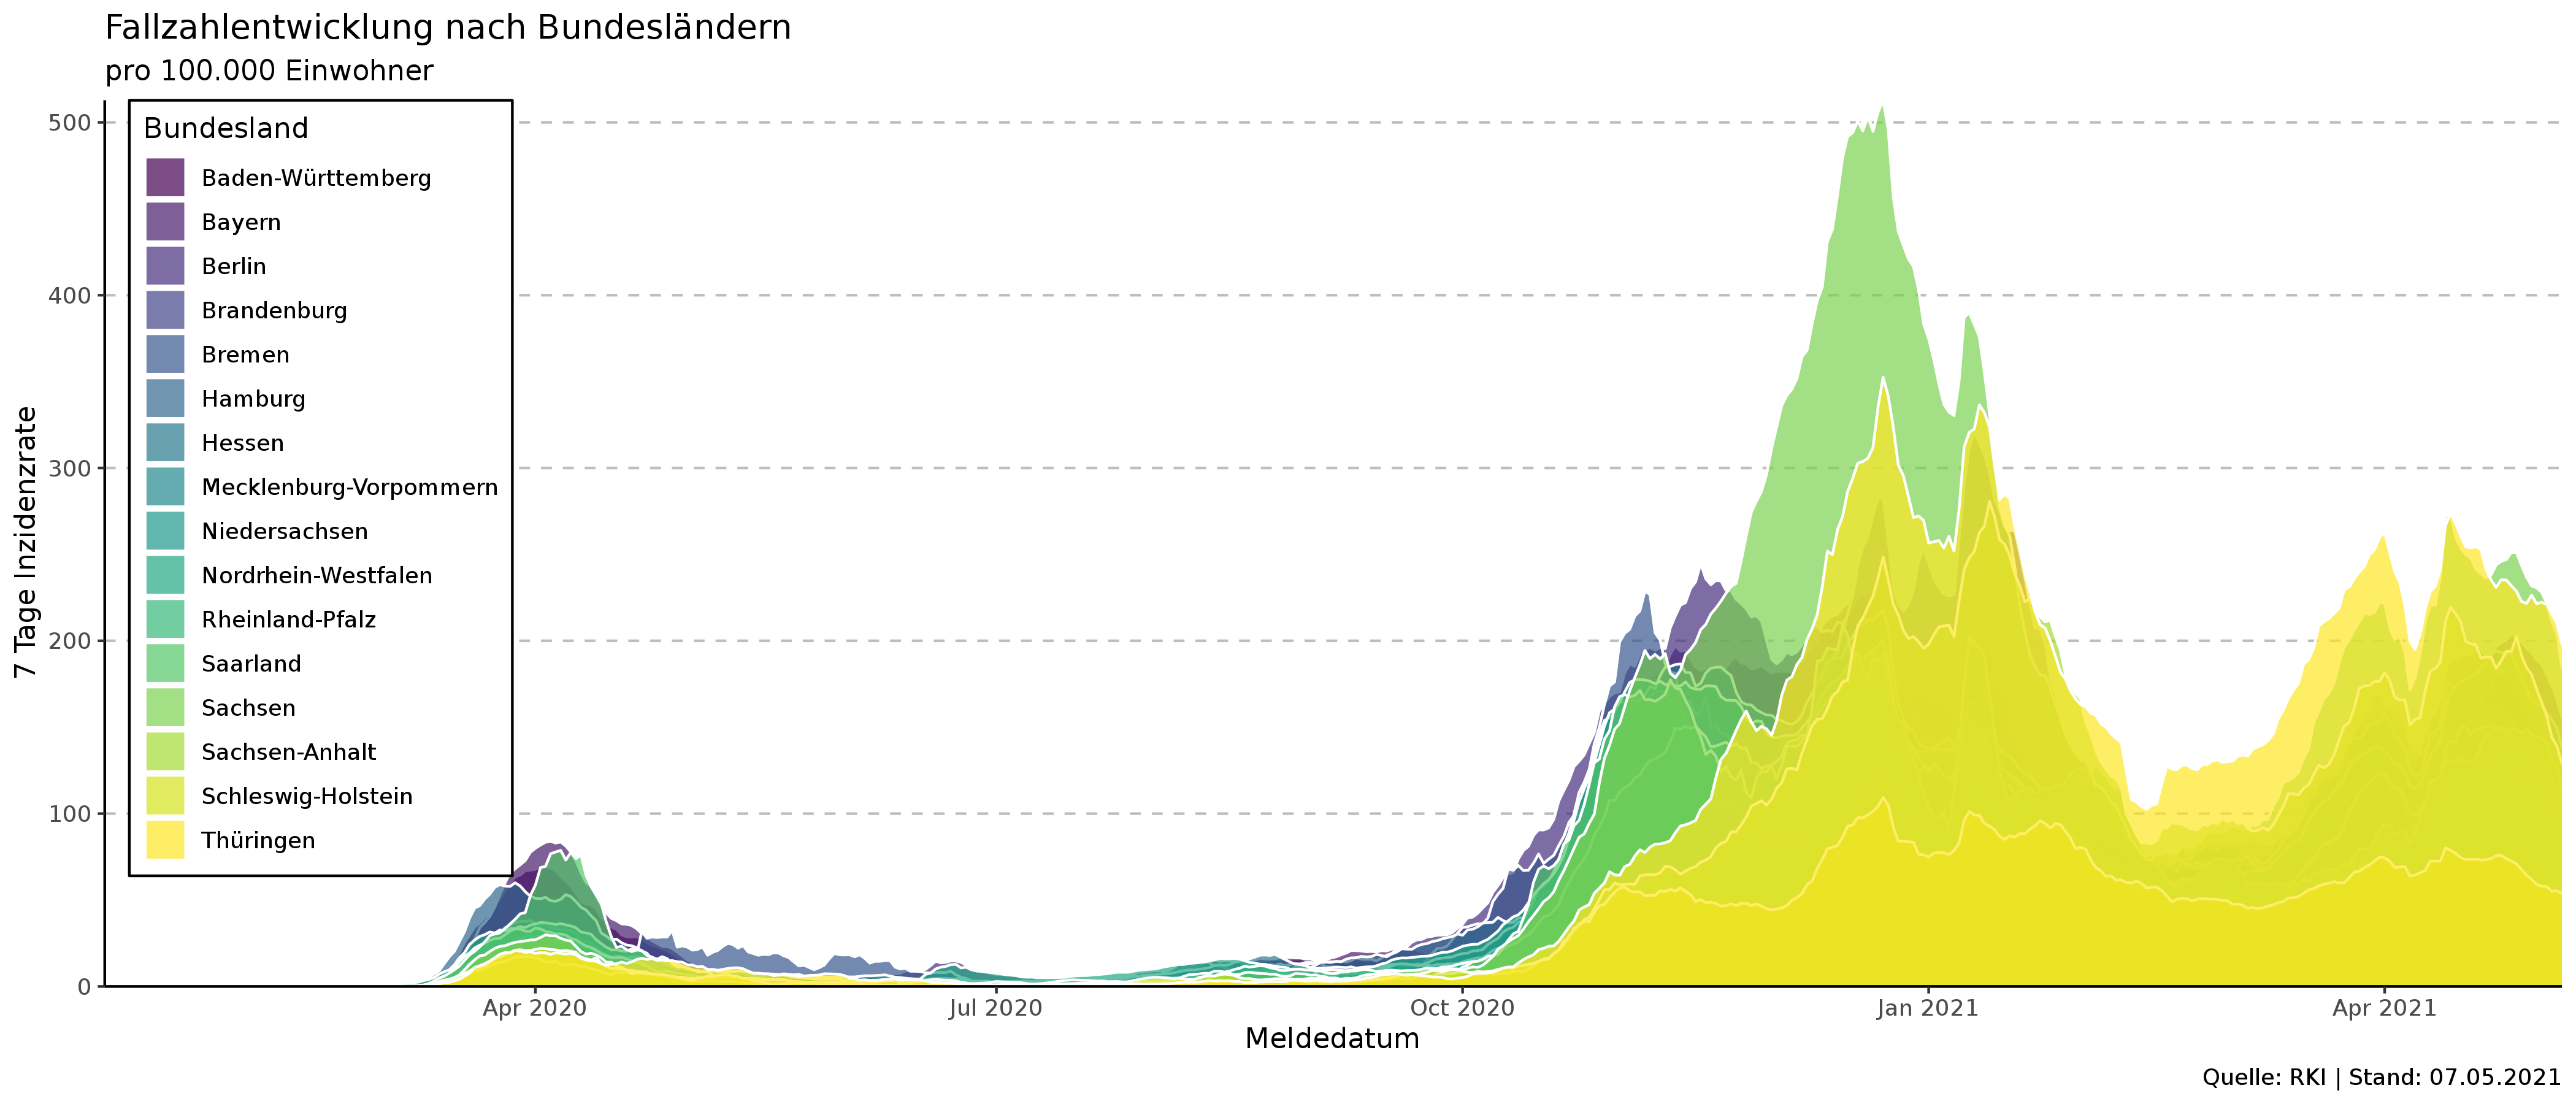 Fallzahlentwicklung nach Bundesländern
pro 100.000 Einwohner
Bundesland
Baden-Württemberg
Bayern
Berlin
Brandenburg
Bremen
Hamburg
Hessen
Mecklenburg-Vorpommern
Niedersachsen
Nordrhein-Westfalen
Rheinland-Pfalz
Saarland
Sachsen
Sachsen-Anhalt
Schleswig-Holstein
Thüringen
7 Tage Inzidenzrate
500
400
300
200
100
0
Apr 2020
Jul 2020
Oct 2020
Jan 2021
Apr 2021
Meldedatum
Quelle: RKI | Stand: 07.05.2021